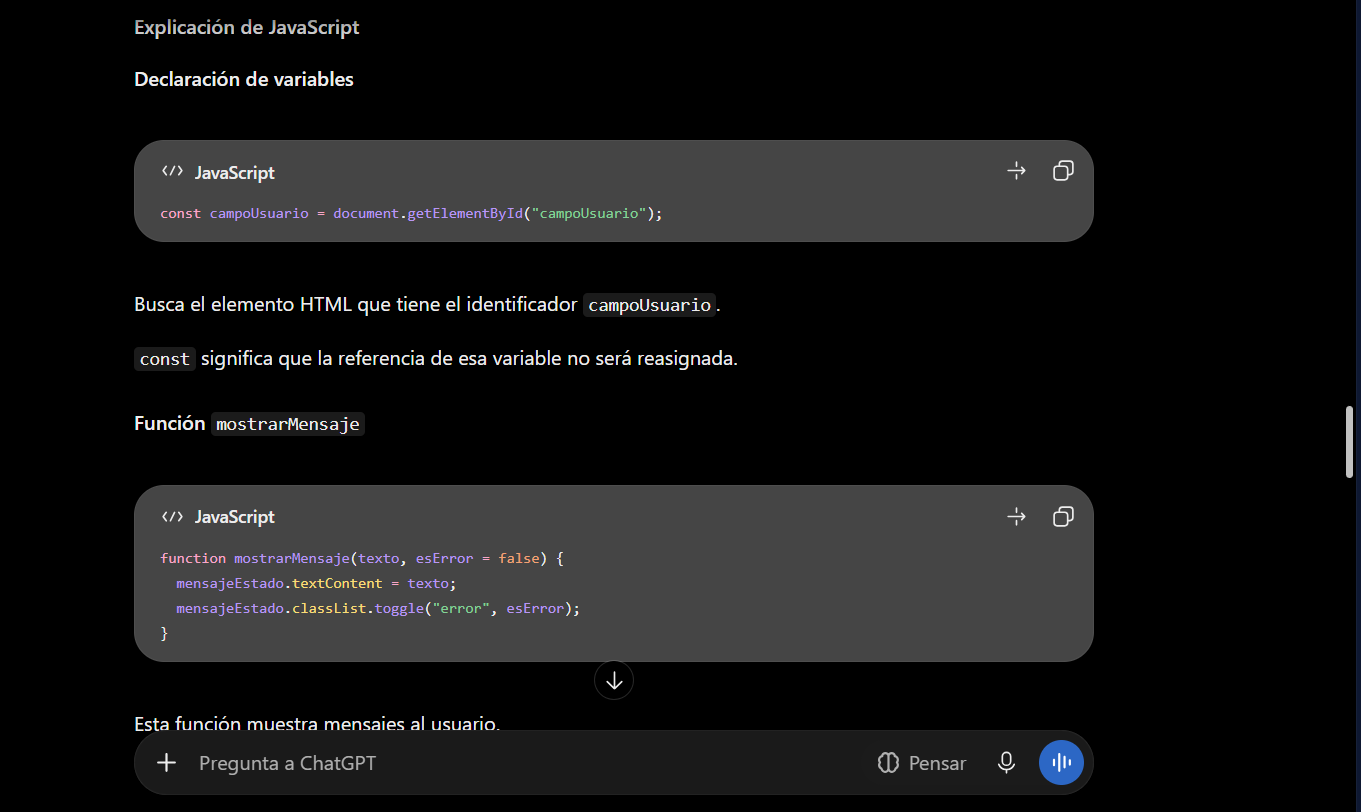 Explicación de JavaScript
Declaración de variables
JavaScript
const campoUsuario = document.getElementById("campoUsuario");
Busca el elemento HTML que tiene el identificador campoUsuario.
const significa que la referencia de esa variable no será reasignada.
Función mostrarMensaje
JavaScript
function mostrarMensaje(texto, esError = false) {
  mensajeEstado.textContent = texto;
  mensajeEstado.classList.toggle("error", esError);
}
Esta función muestra mensajes al usuario.
Pregunta a ChatGPT
Pensar